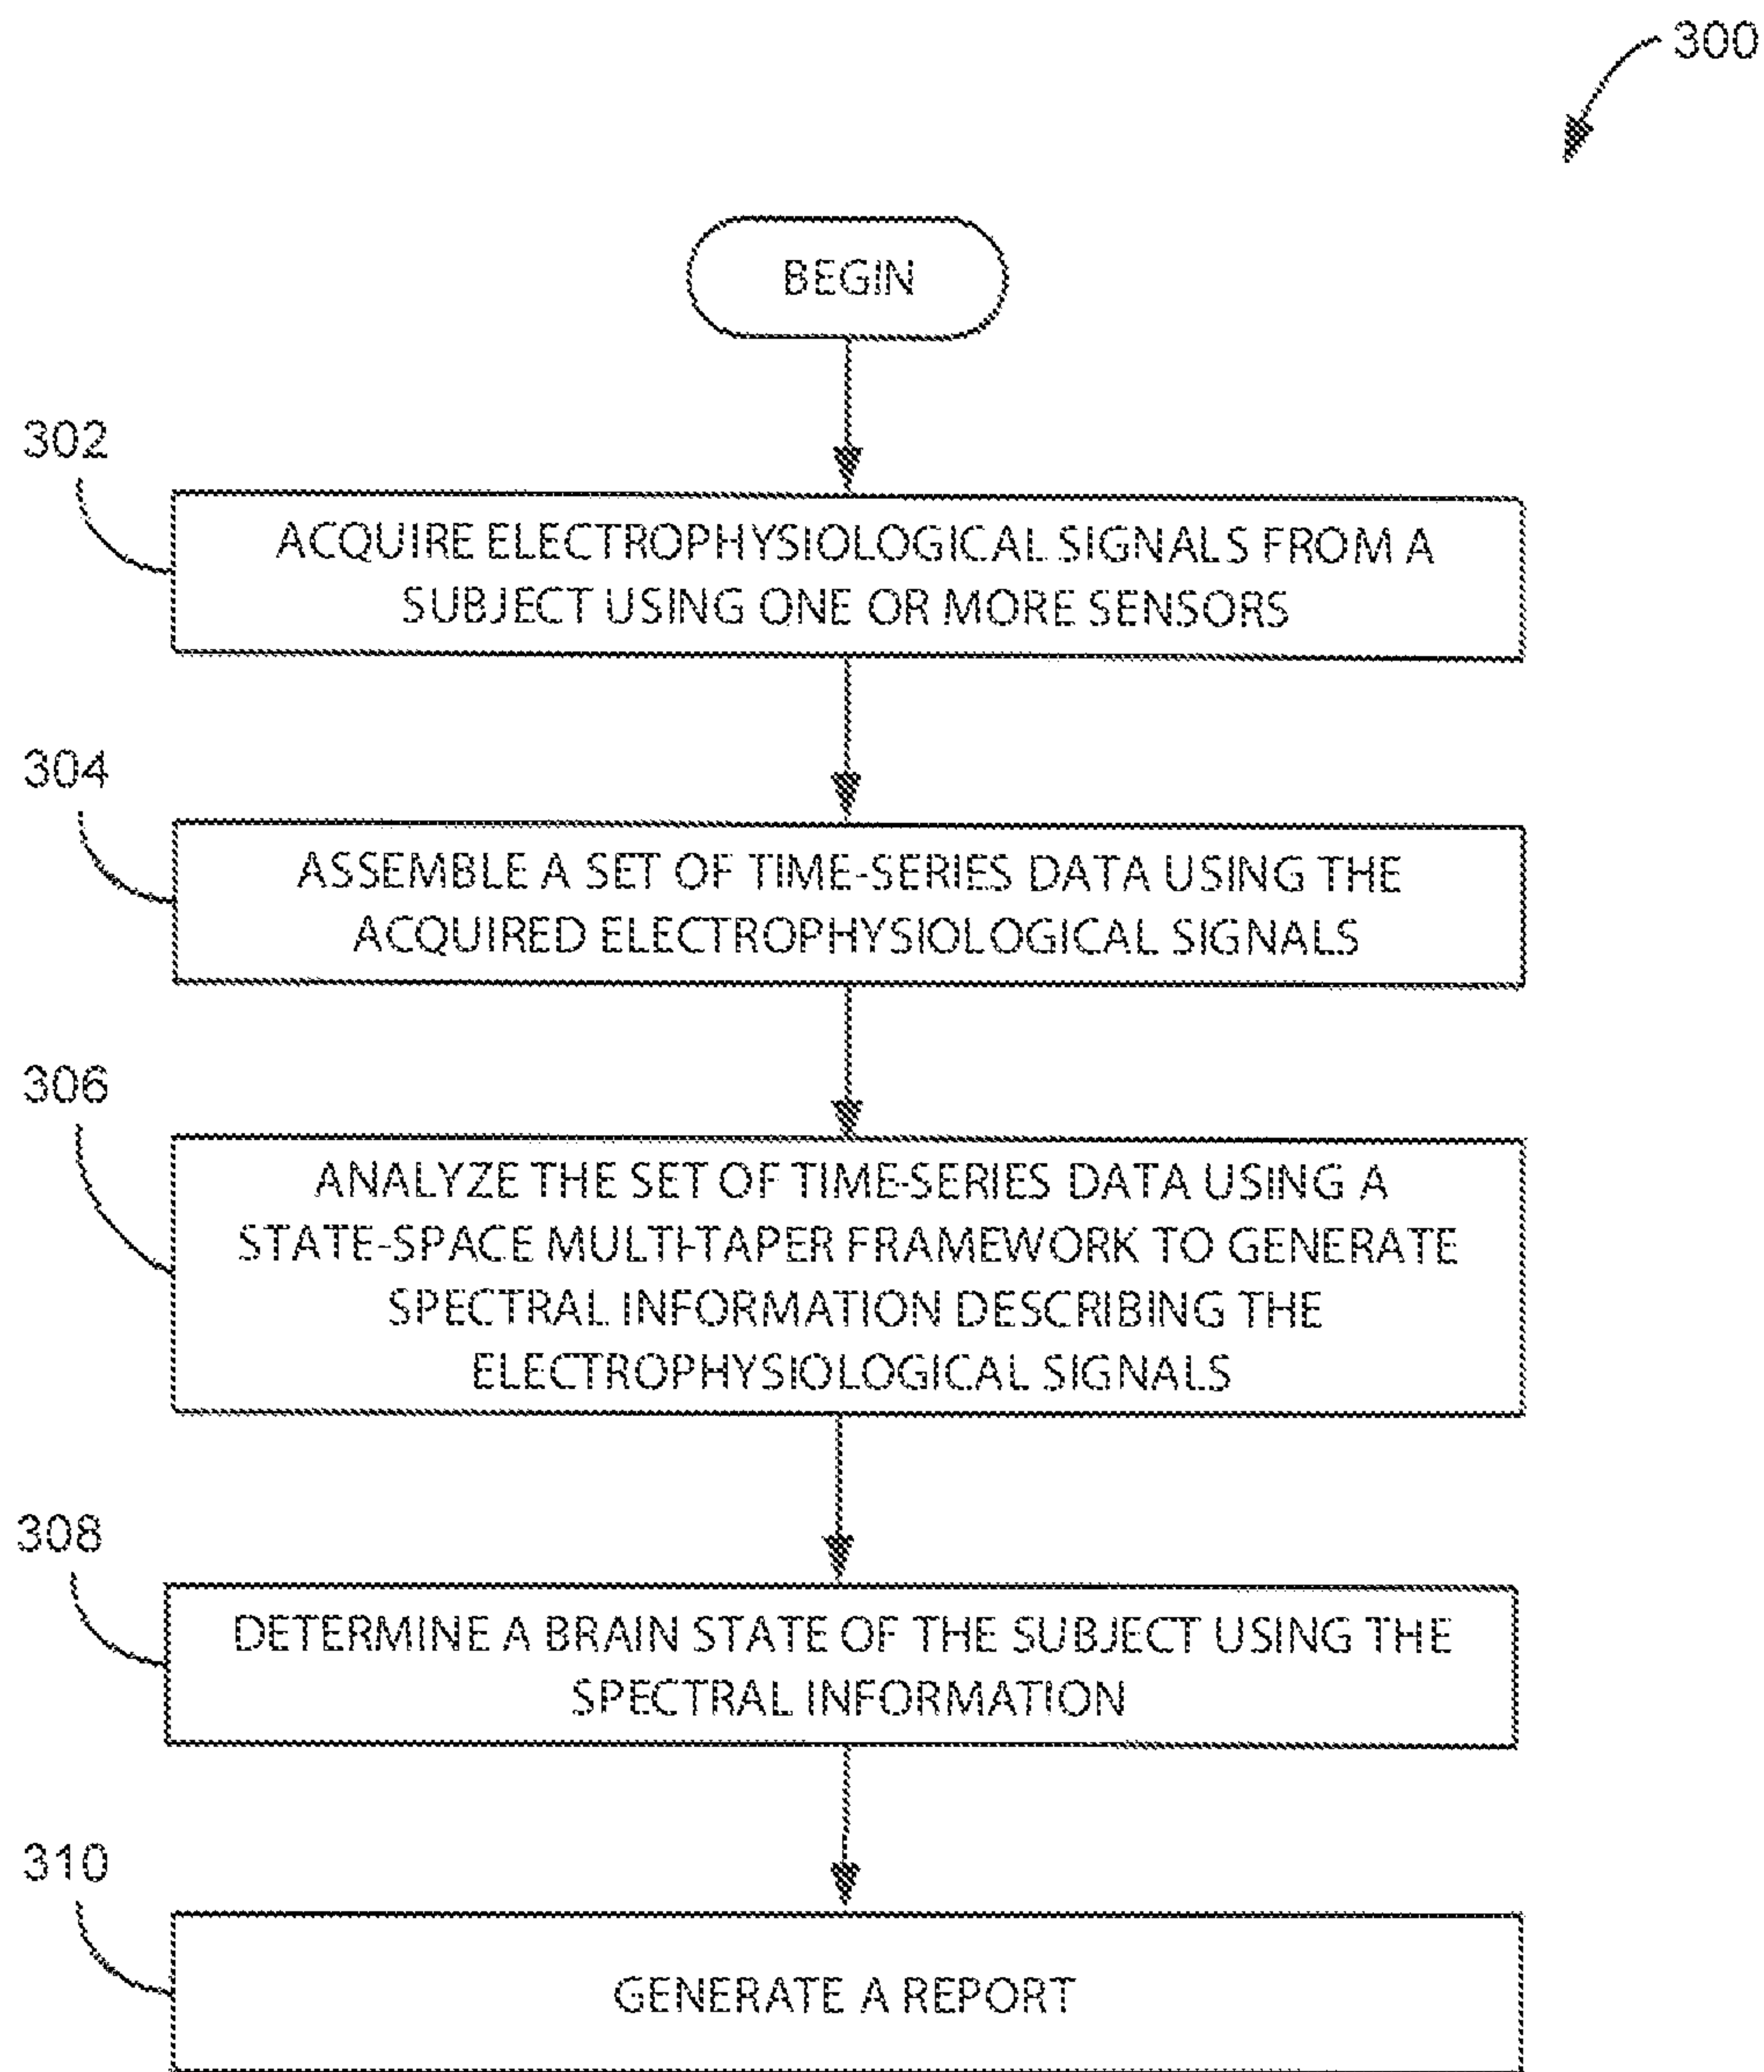 300
BEGIN
302
ACQUIRE ELECTROPHYSIOLOGICAL SIGNALS FROM A
SUBJECT USING ONE OR MORE SENSORS
304
ASSEMBLE A SET OF TIME-SERIES DATA USING THE
ACQUIRED ELECTROPHYSIOLOGICAL SIGNALS
306
ANALYZE THE SET OF TIME-SERIES DATA USING A
STATE-SPACE MULTI-TAPER FRAMEWORK TO GENERATE
SPECTRAL INFORMATION DESCRIBING THE
ELECTROPHYSIOLOGICAL SIGNALS
308
DETERMINE A BRAIN STATE OF THE SUBJECT USING THE
SPECTRAL INFORMATION
310
GENERATE A REPORT